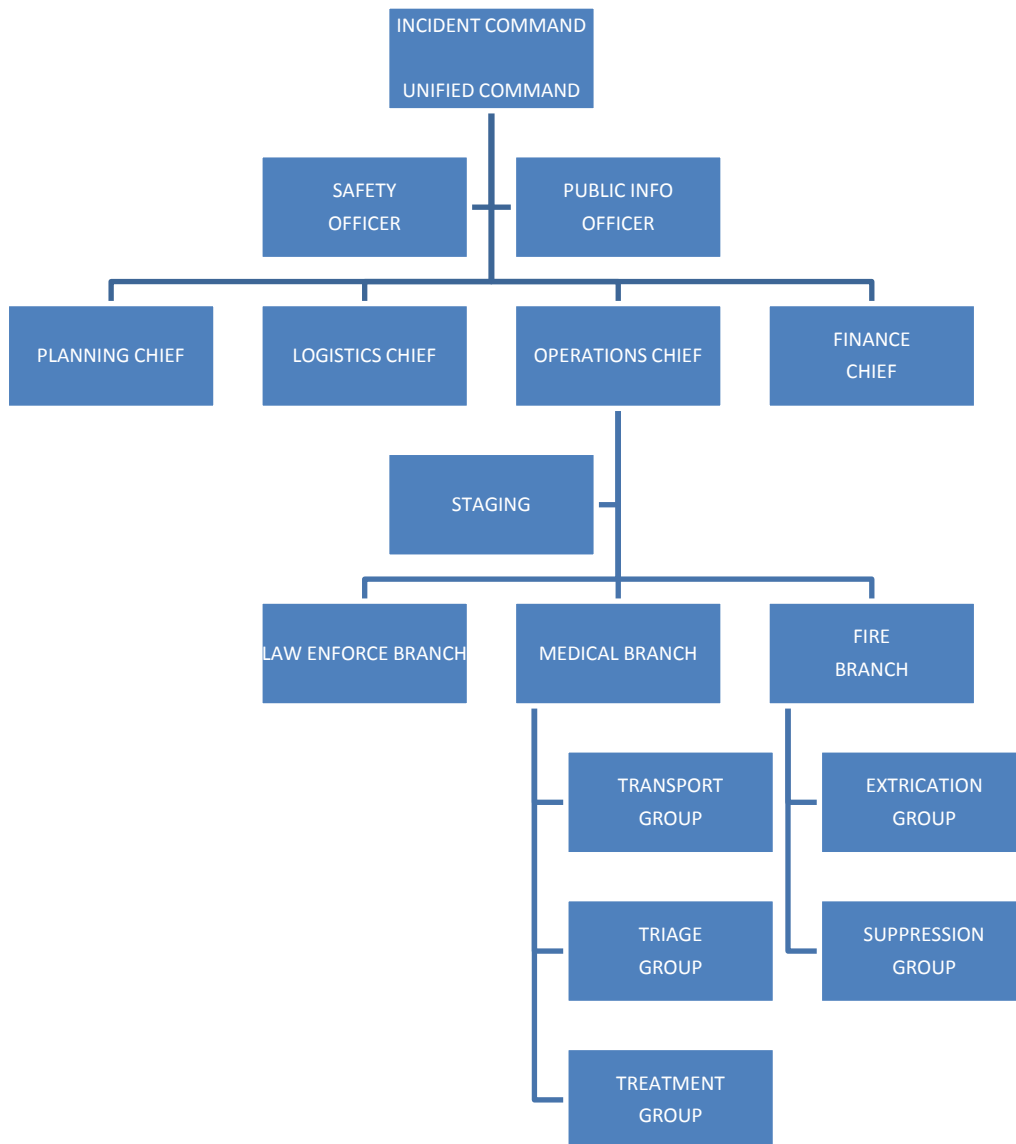 INCIDENT COMMAND
UNIFIED COMMAND
SAFETY
OFFICER
PUBLIC INFO
OFFICER
PLANNING CHIEF
LOGISTICS CHIEF
OPERATIONS CHIEF
FINANCE
CHIEF
STAGING
LAW ENFORCE BRANCH
MEDICAL BRANCH
FIRE
BRANCH
TRANSPORT
GROUP
EXTRICATION
GROUP
TRIAGE
GROUP
SUPPRESSION
GROUP
TREATMENT
GROUP